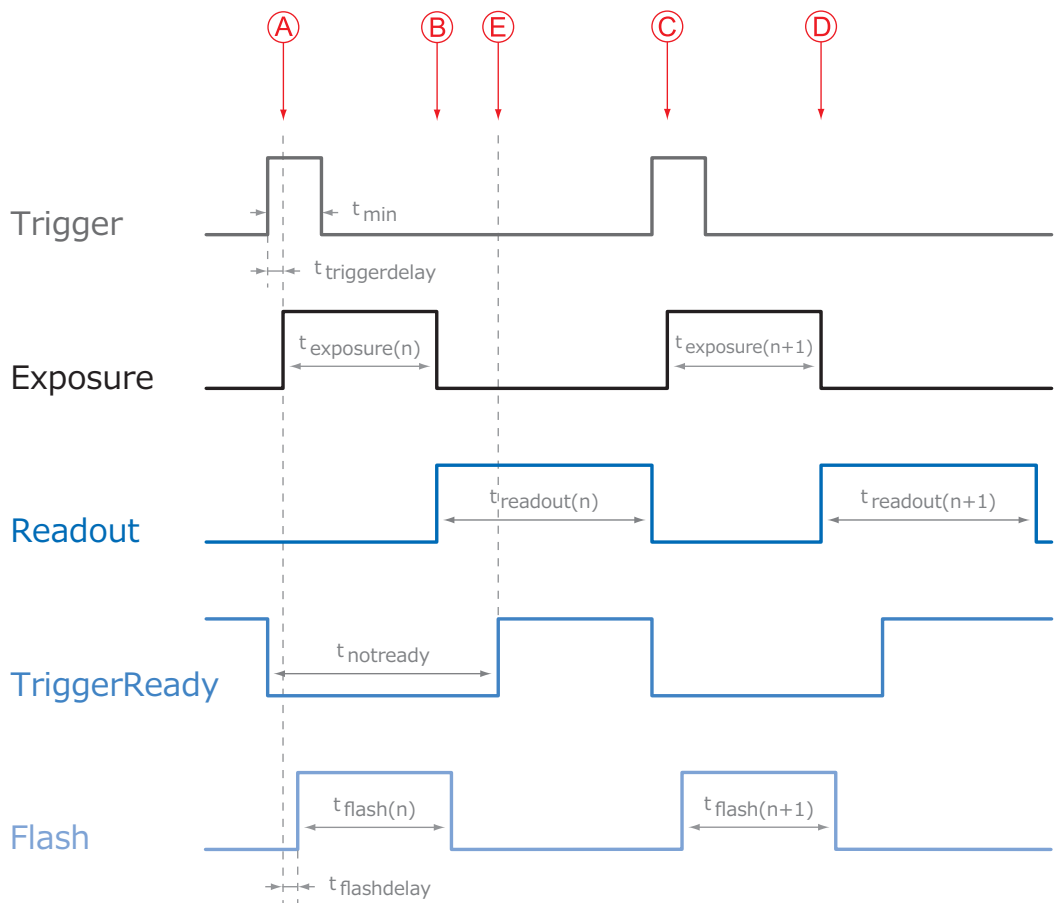 A B E C D
Trigger
t min
t triggerdelay
Exposure
t exposure(n)
t exposure(n+1)
Readout
t readout(n)
t readout(n+1)
TriggerReady
t notready
Flash
t flash(n)
t flash(n+1)
t flashdelay